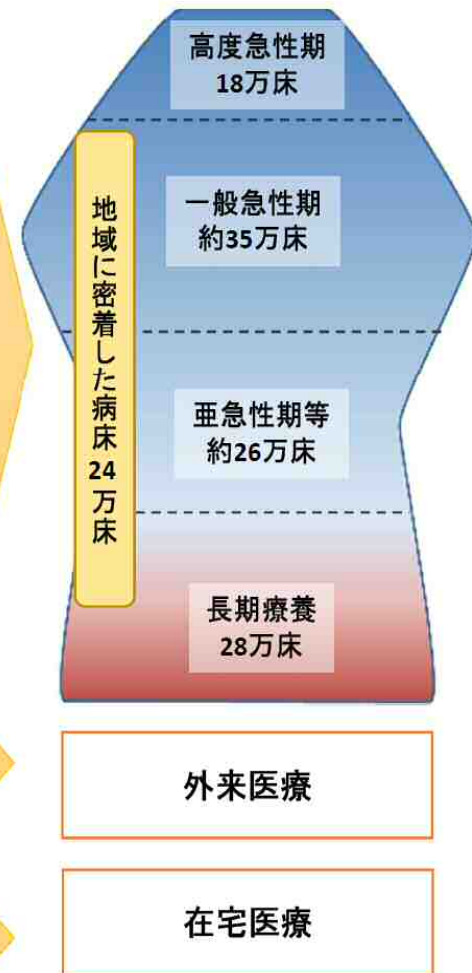 高度急性期
18万床
地域に密着した病床24万床
一般急性期
約35万床
亜急性期等
約26万床
長期療養
28万床
外来医療
在宅医療